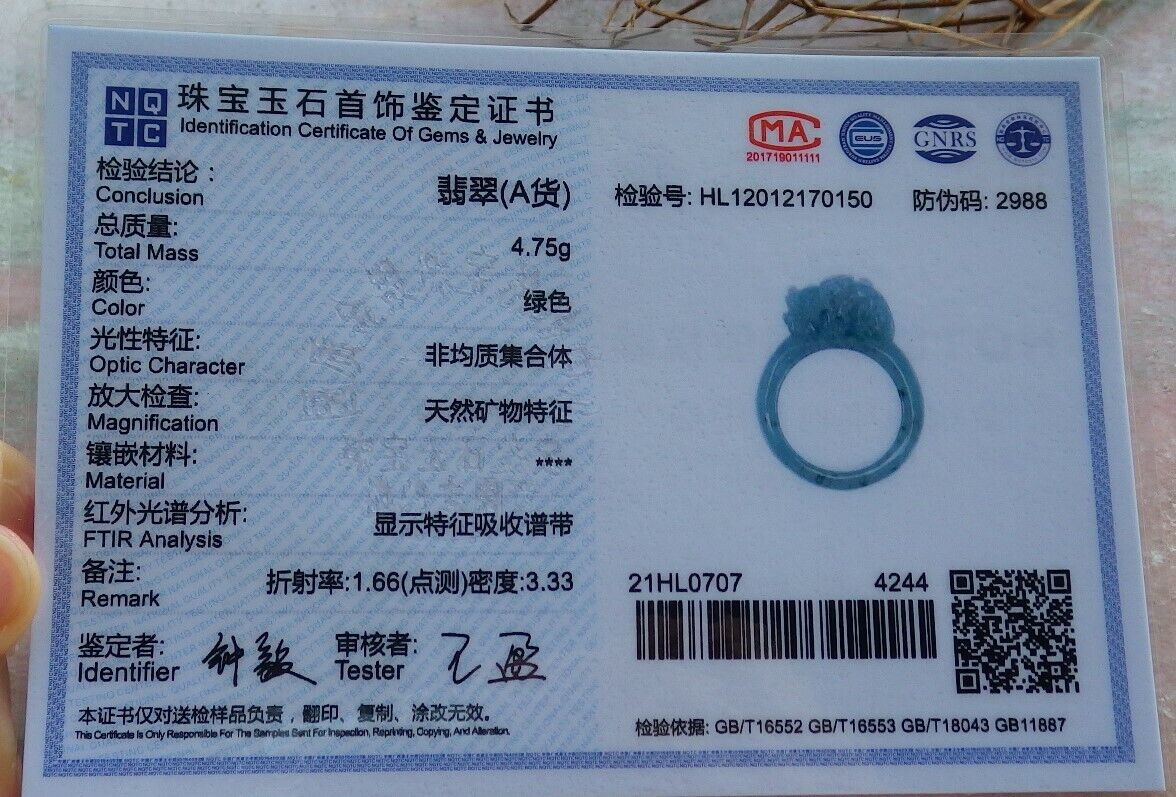 NQ
TC
珠宝玉石首饰鉴定证书
Identification Certificate Of Gems & Jewelry
检验结论:
Conclusion
翡翠(A货)
总质量:
Total Mass
4.75g
颜色:
Color
绿色
光性特征:
Optic Character
非均质集合体
放大检查:
Magnification
天然矿物特征
镶嵌材料:
Material
****
红外光谱分析:
FTIR Analysis
显示特征吸收谱带
备注:
Remark
折射率:1.66(点测)密度:3.33
鉴定者:
Identifier
审核者:
Tester
本证书仅对送检样品负责，翻印、复制、涂改无效。
This Certificate Is Only Responsible For The Samples Sent For Inspection, Reprinting, Copying, And Alteration.
MA
201719011111
EUS
GNRS
检验号: HL12012170150
防伪码: 2988
21HL0707
4244
检验依据: GB/T16552 GB/T16553 GB/T18043 GB11887